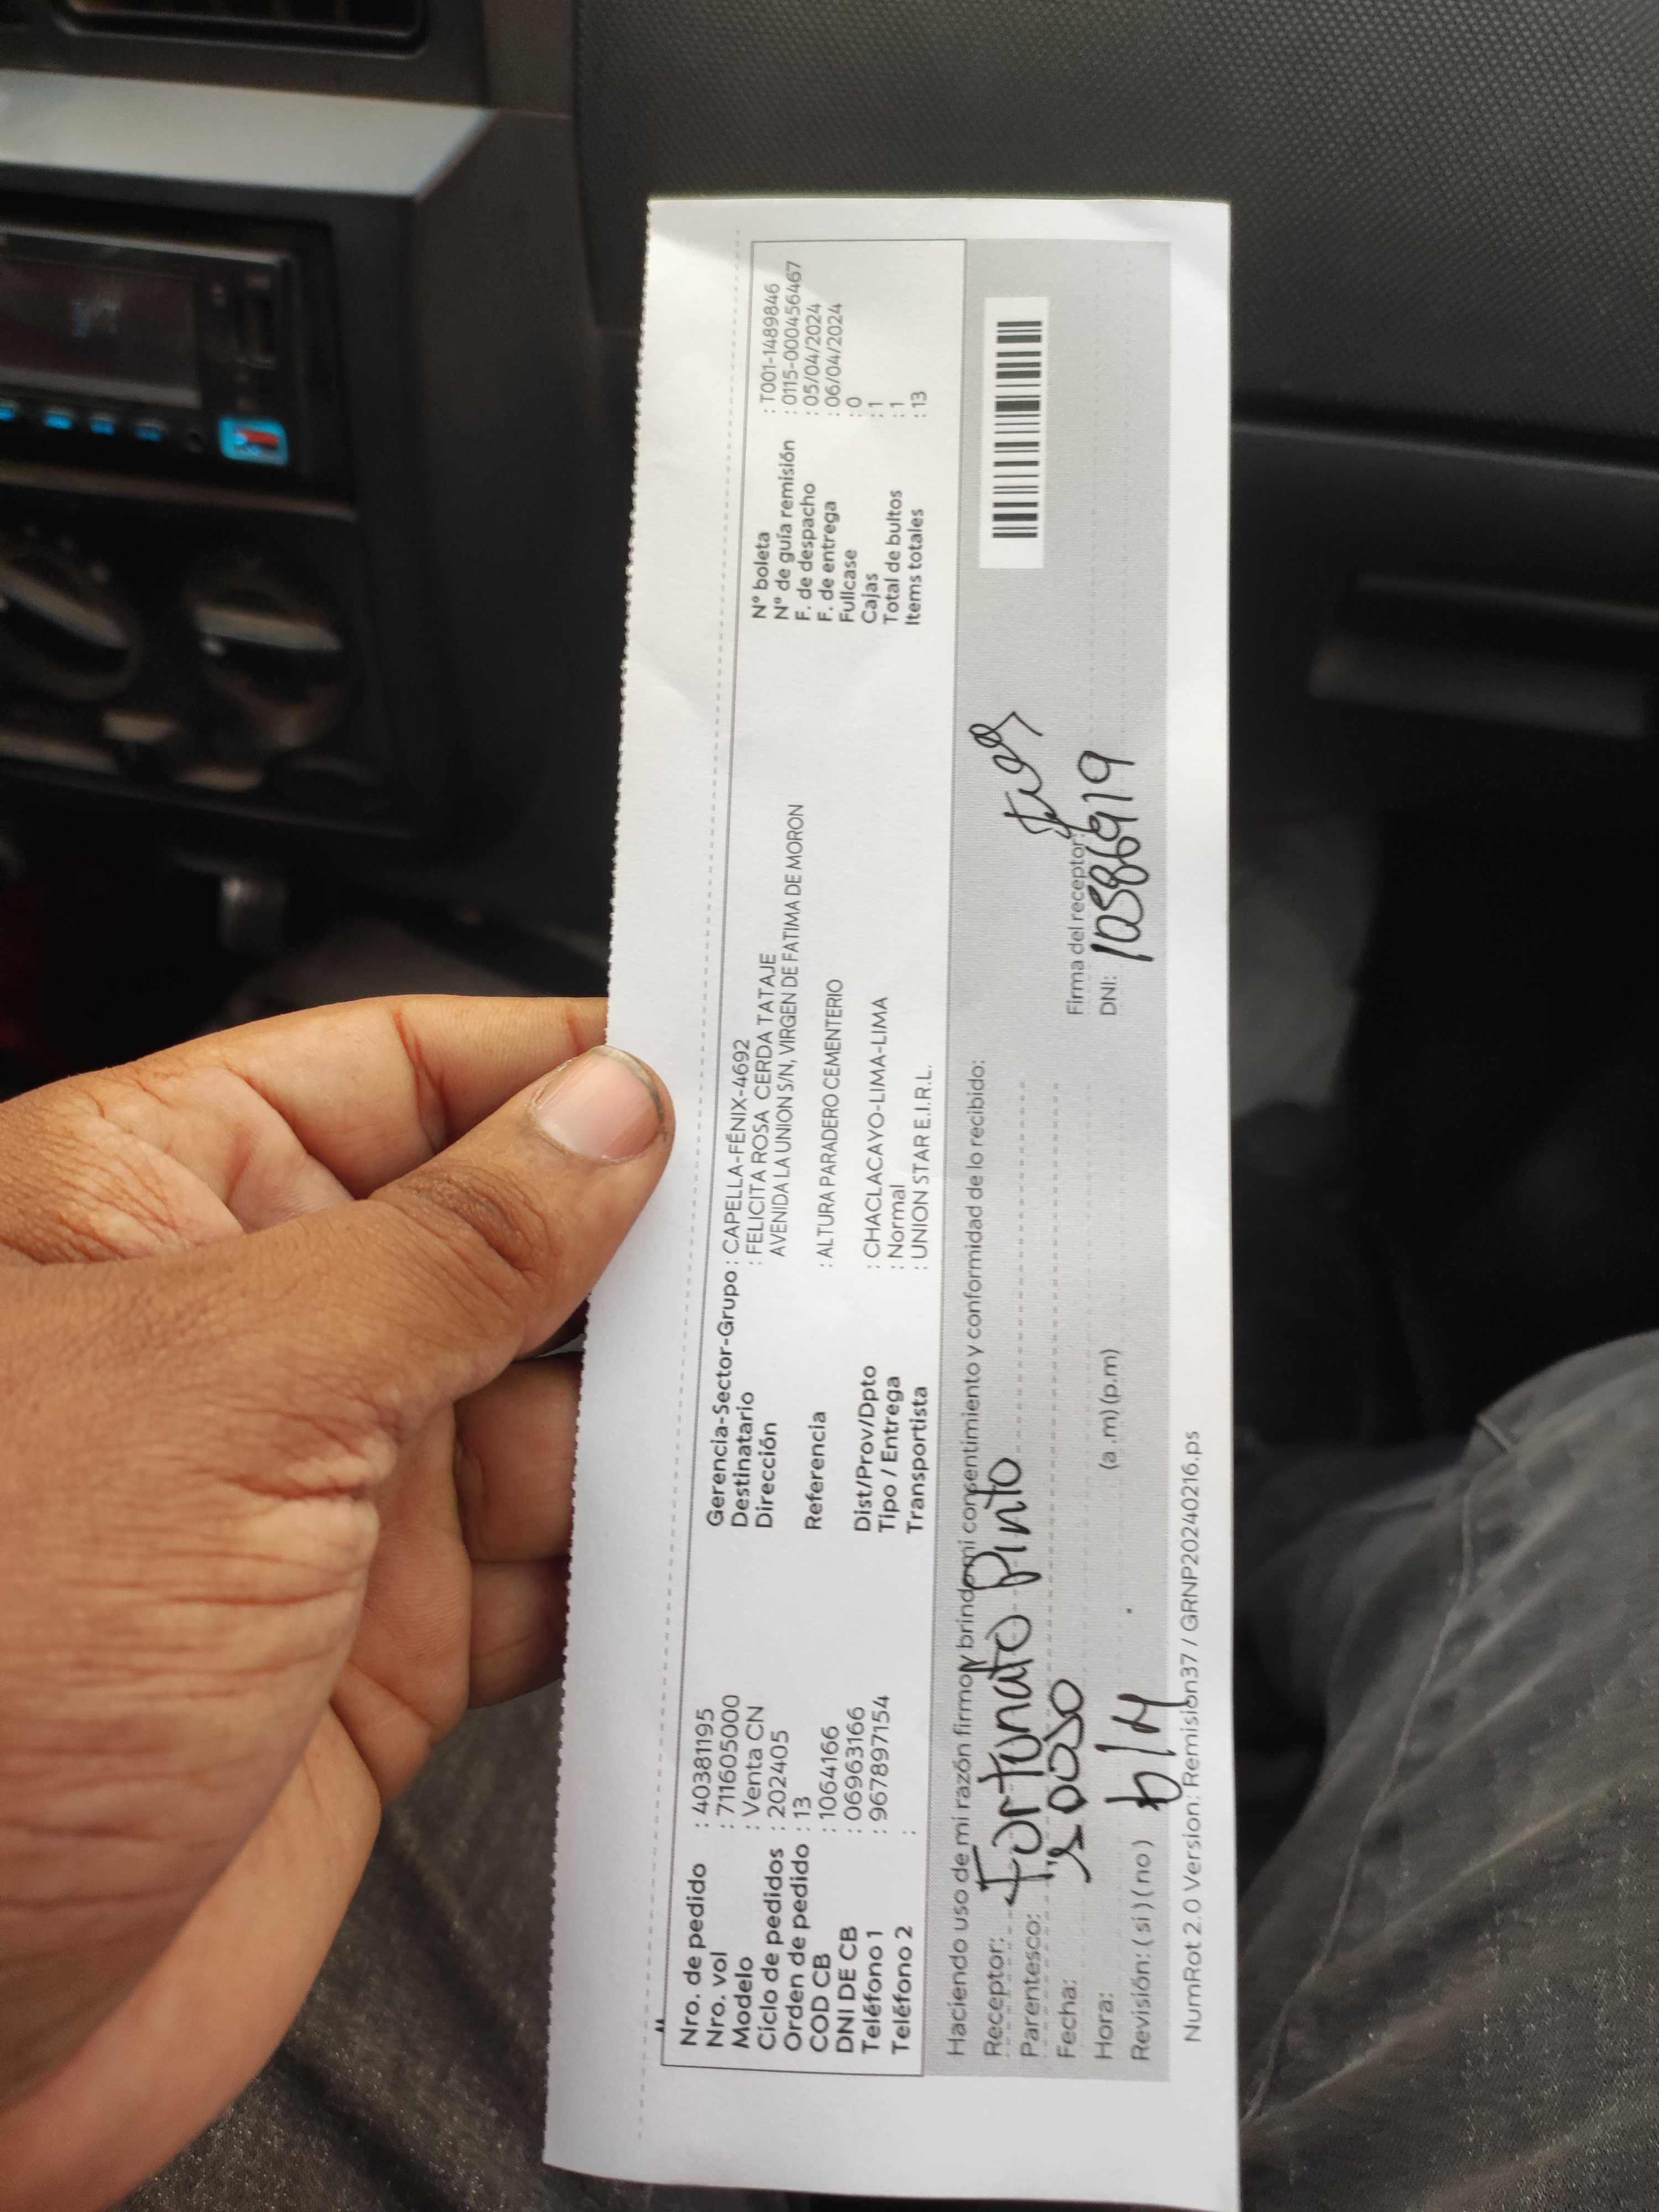 Nro. de pedido : 40381195
Nro. vol : 711605000
Modelo : Venta CN
Ciclo de pedidos : 202405
Orden de pedido : 13
COD CB : 1064166
DNI DE CB : 06963166
Teléfono 1 : 967897154
Teléfono 2 :
Gerencia-Sector-Grupo : CAPELLA-FÉNIX-4692
Destinatario : FELICITA ROSA CERDA TATAJE
Dirección AVENIDA LA UNION S/N, VIRGEN DE FATIMA DE MORON
Referencia : ALTURA PARADERO CEMENTERIO
Dist/Prov/Dpto : CHACLACAYO-LIMA-LIMA
Tipo / Entrega : Normal
Transportista : UNION STAR E.I.R.L.
N° boleta : T001-1489846
N° de guía remisión : 0115-000456467
F. de despacho : 05/04/2024
F. de entrega : 06/04/2024
Fullcase : 0
Cajas : 1
Total de bultos : 1
Items totales : 13
Haciendo uso de mi razón firmo y brindo mi consentimiento y conformidad de lo recibido:
Receptor: Fortunato pinto
Parentesco: esposo
Fecha:
Hora: (a .m) (p.m)
Revisión: ( si ) ( no )
Firma del receptor:
DNI: 10386919
NumRot 2.0 Version: Remision37 / GRNP20240216.ps